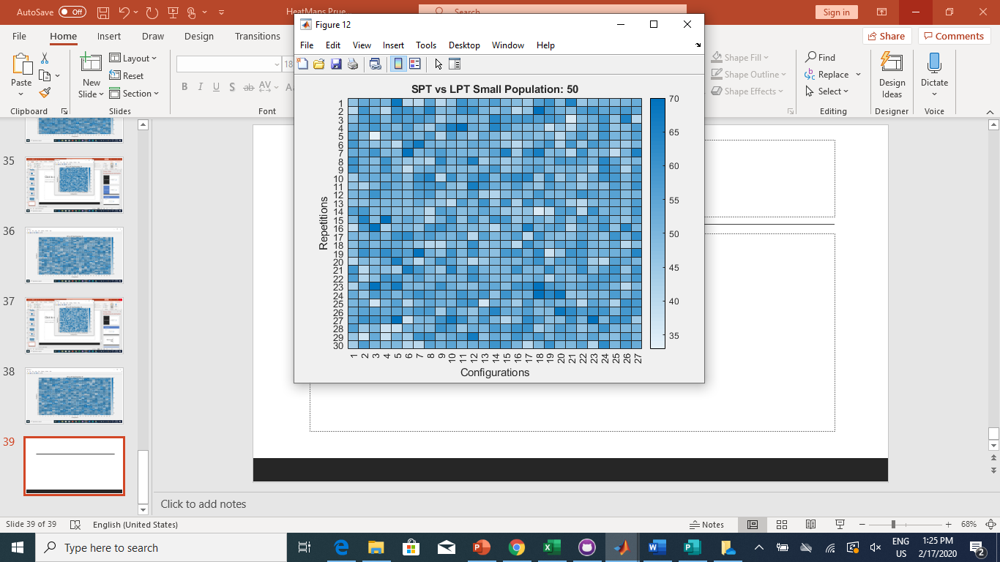 AutoSave Off HeatMaps Prue Search Sign in
File Home Insert Draw Design Transitions Share Comments
Paste
Clipboard
New Slide
Layout
Reset
Section
Slides
18
B I U S ab AV A
Font
Shape Fill
Shape Outline
Shape Effects
Find
Replace
Select
Editing
Design Ideas
Designer
Dictate
Voice
Figure 12
File Edit View Insert Tools Desktop Window Help
SPT vs LPT Small Population: 50
Repetitions
1
2
3
4
5
6
7
8
9
10
11
12
13
14
15
16
17
18
19
20
21
22
23
24
25
26
27
28
29
30
1 2 3 4 5 6 7 8 9 10 11 12 13 14 15 16 17 18 19 20 21 22 23 24 25 26 27
Configurations
70
65
60
55
50
45
40
35
35
36
37
38
39
Click to add notes
Slide 39 of 39 English (United States) Notes 68%
Type here to search
ENG
US
1:25 PM
2/17/2020
2